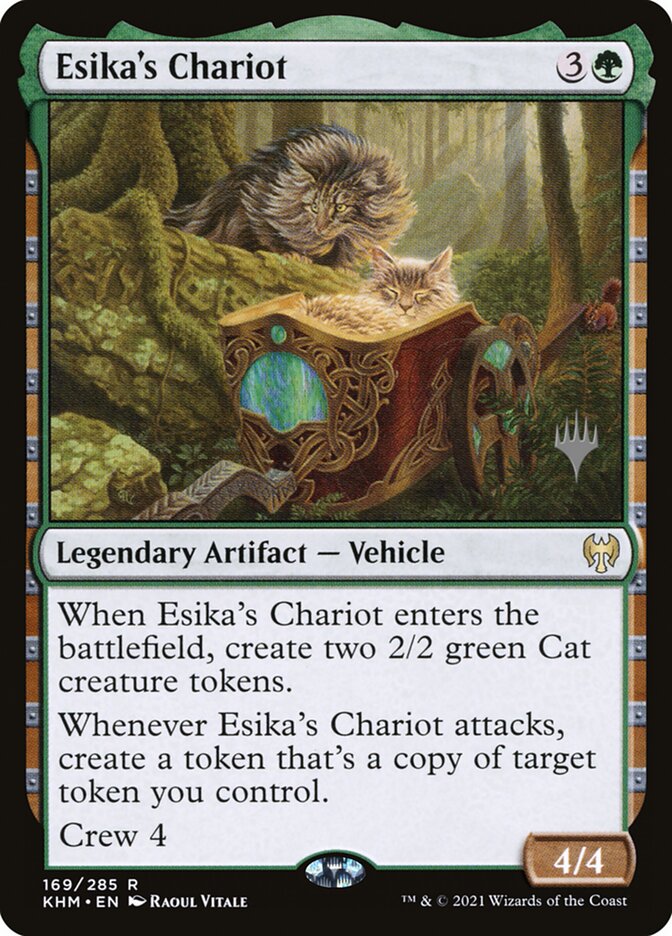 Esika's Chariot 3
Legendary Artifact — Vehicle
When Esika's Chariot enters the
battlefield, create two 2/2 green Cat
creature tokens.
Whenever Esika's Chariot attacks,
create a token that's a copy of target
token you control.
Crew 4
4/4
169/285 R
KHM • EN Raoul Vitale
™ & © 2021 Wizards of the Coast